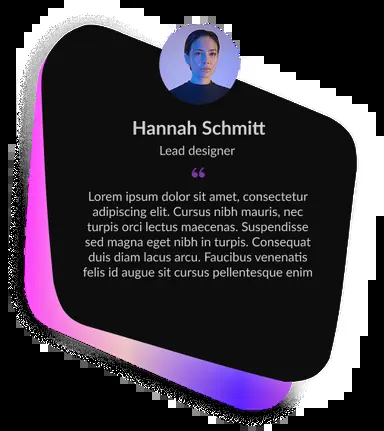 Hannah Schmitt
Lead designer
“
Lorem ipsum dolor sit amet, consectetur
adipiscing elit. Cursus nibh mauris, nec
turpis orci lectus maecenas. Suspendisse
sed magna eget nibh in turpis. Consequat
duis diam lacus arcu. Faucibus venenatis
felis id augue sit cursus pellentesque enim